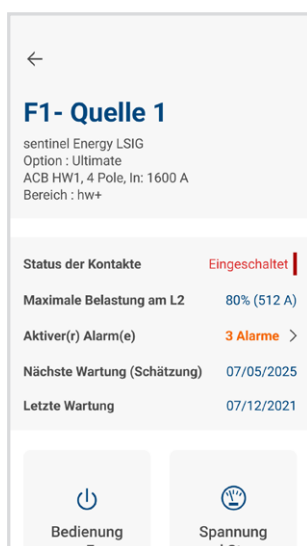 F1- Quelle 1
sentinel Energy LSIG
Option : Ultimate
ACB HW1, 4 Pole, In: 1600 A
Bereich : hw+
Status der Kontakte Eingeschaltet
Maximale Belastung am L2 80% (512 A)
Aktiver(r) Alarm(e) 3 Alarme
Nächste Wartung (Schätzung) 07/05/2025
Letzte Wartung 07/12/2021
Bedienung Spannung